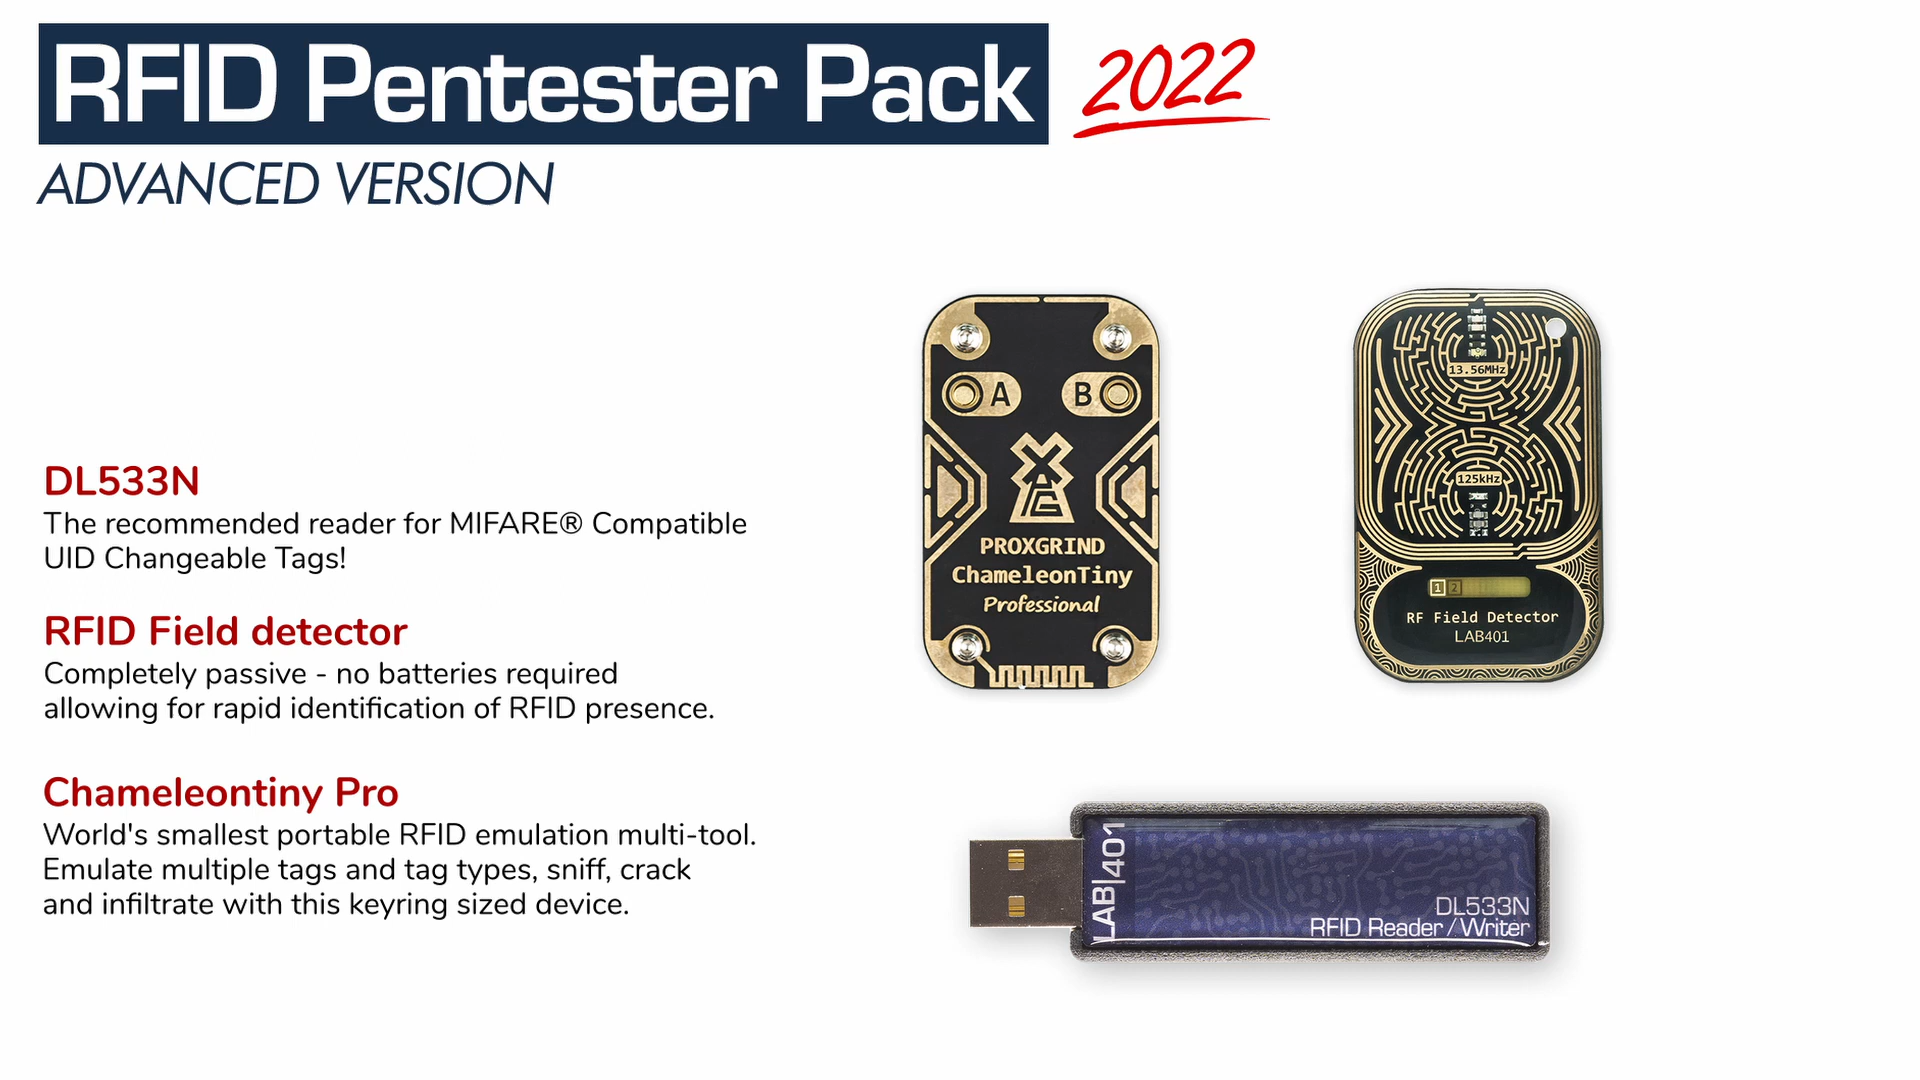 RFID Pentester Pack 2022
ADVANCED VERSION
DL533N
The recommended reader for MIFARE® Compatible
UID Changeable Tags!
RFID Field detector
Completely passive - no batteries required
allowing for rapid identification of RFID presence.
Chameleontiny Pro
World's smallest portable RFID emulation multi-tool.
Emulate multiple tags and tag types, sniff, crack
and infiltrate with this keyring sized device.
A B
PROXGRIND
ChameleonTiny
Professional
13.56MHz
125kHz
1 2
RF Field Detector
LAB401
LAB|401
DL533N
RFID Reader/Writer